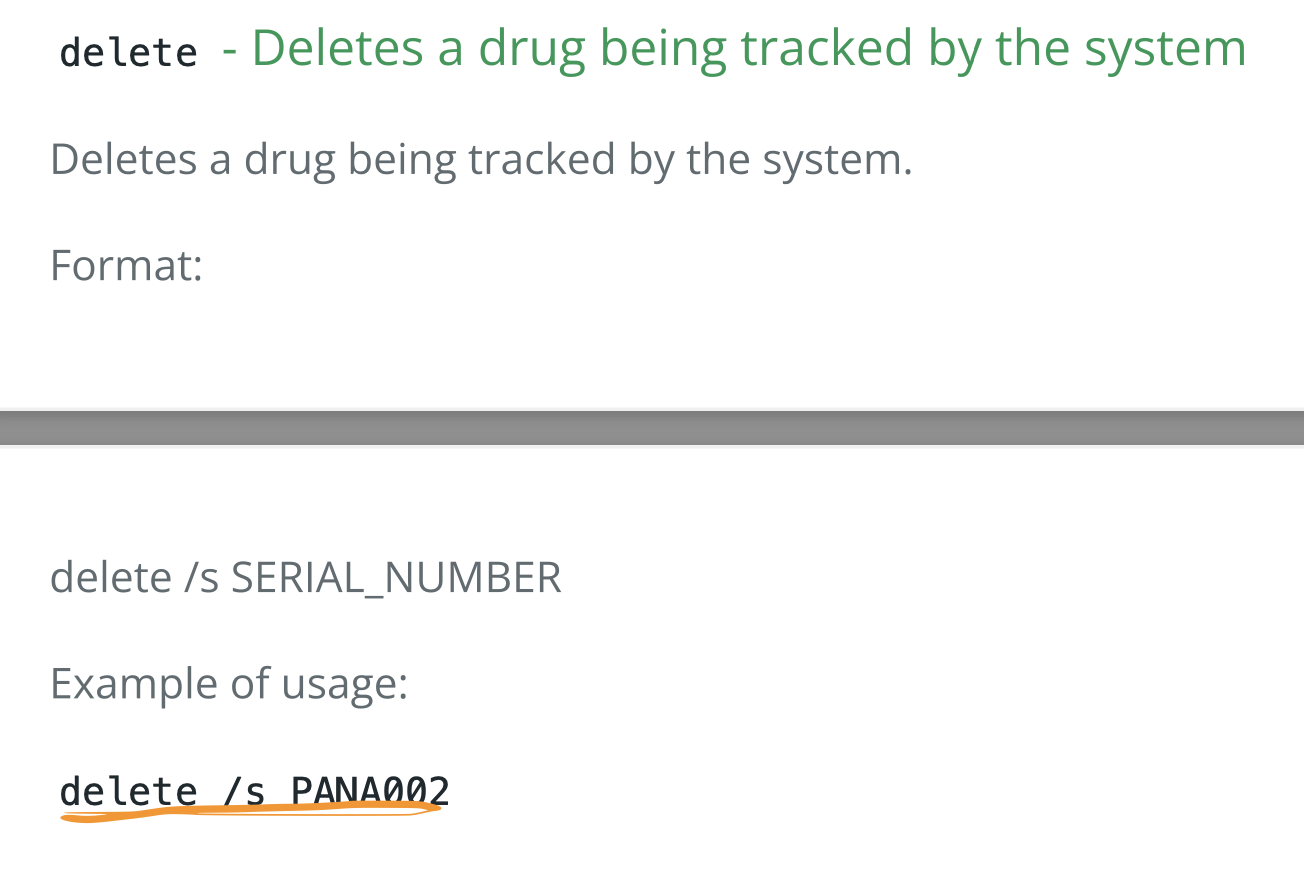 delete - Deletes a drug being tracked by the system
Deletes a drug being tracked by the system.
Format:
delete /s SERIAL_NUMBER
Example of usage:
delete /s PANA002